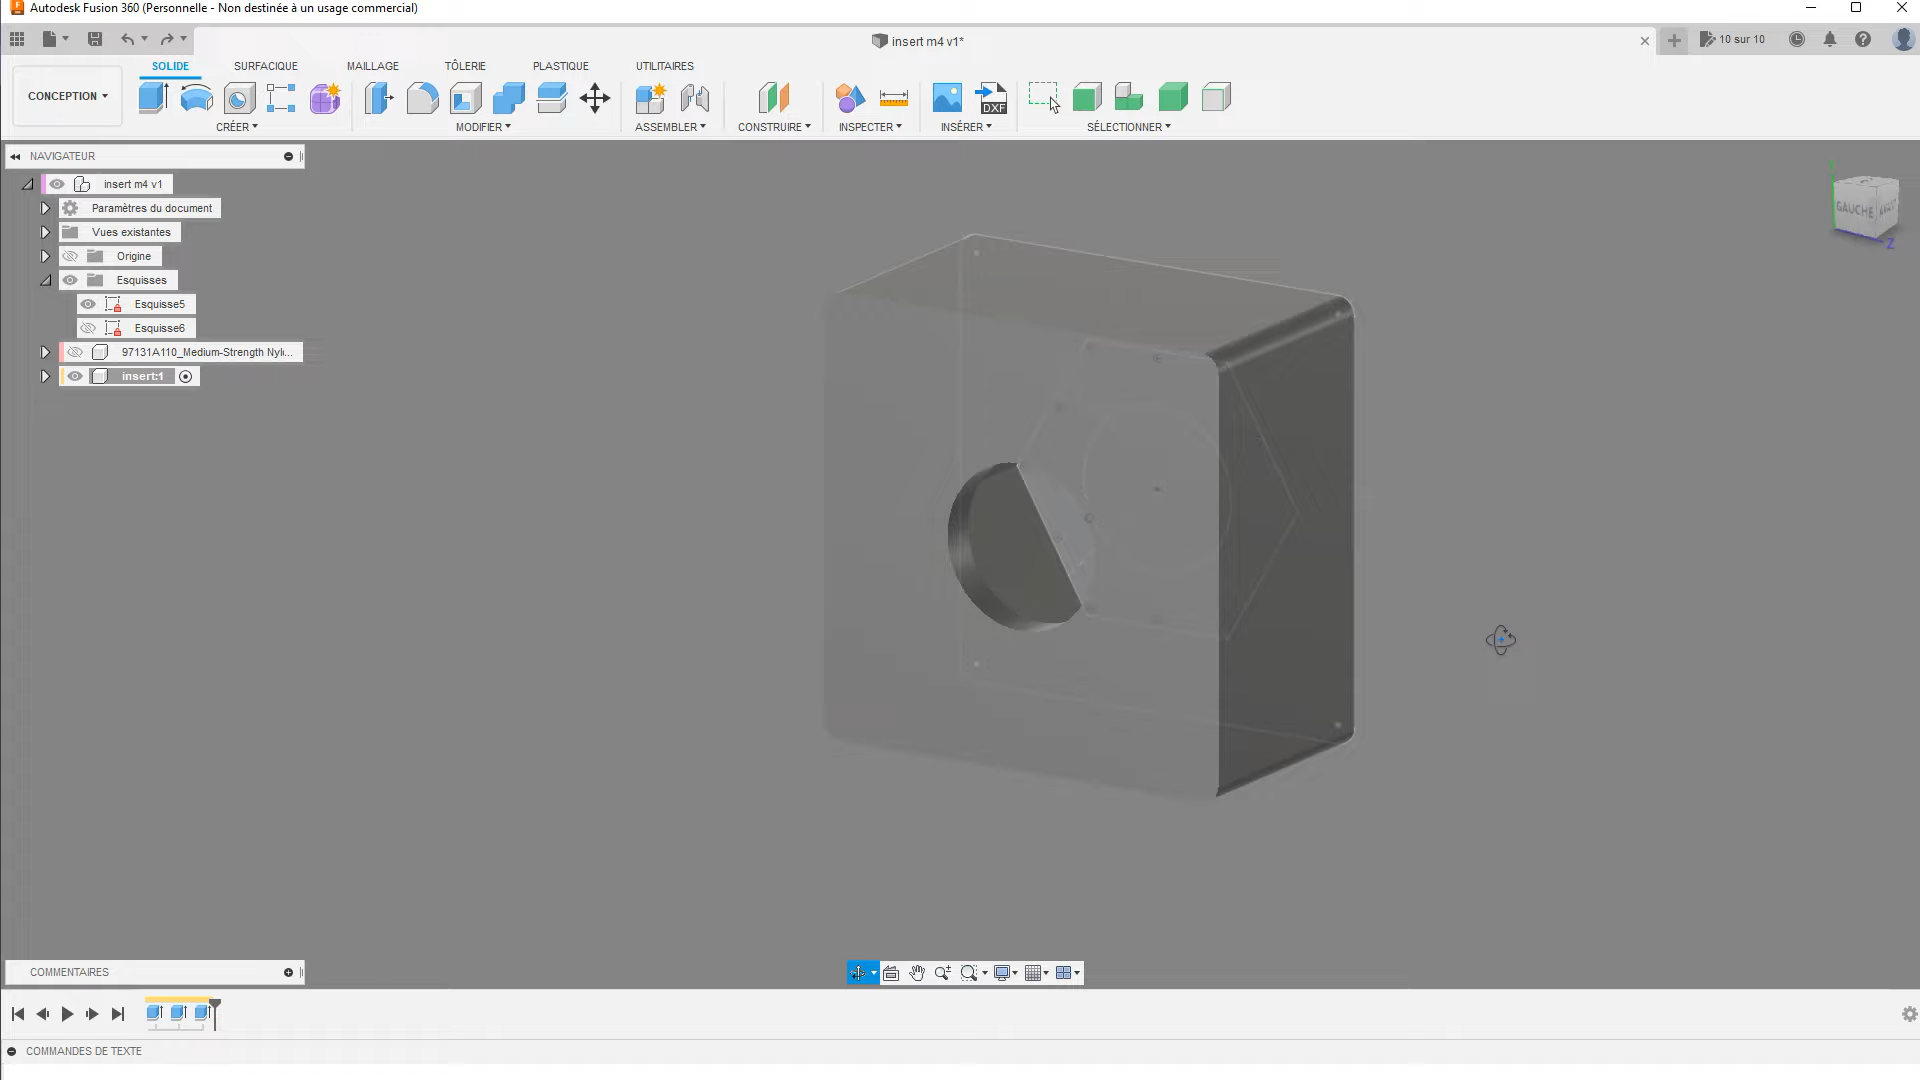 Autodesk Fusion 360 (Personnelle - Non destinée à un usage commercial)
insert m4 v1*
10 sur 10
CONCEPTION
SOLIDE
SURFACIQUE
MAILLAGE
TÔLERIE
PLASTIQUE
UTILITAIRES
DXF
CRÉER
MODIFIER
ASSEMBLER
CONSTRUIRE
INSPECTER
INSÉRER
SÉLECTIONNER
NAVIGATEUR
insert m4 v1
Paramètres du document
Vues existantes
Origine
Esquisses
Esquisse5
Esquisse6
97131A110_Medium-Strength Nyl...
insert:1
GAUCHE
Z
COMMENTAIRES
COMMANDES DE TEXTE